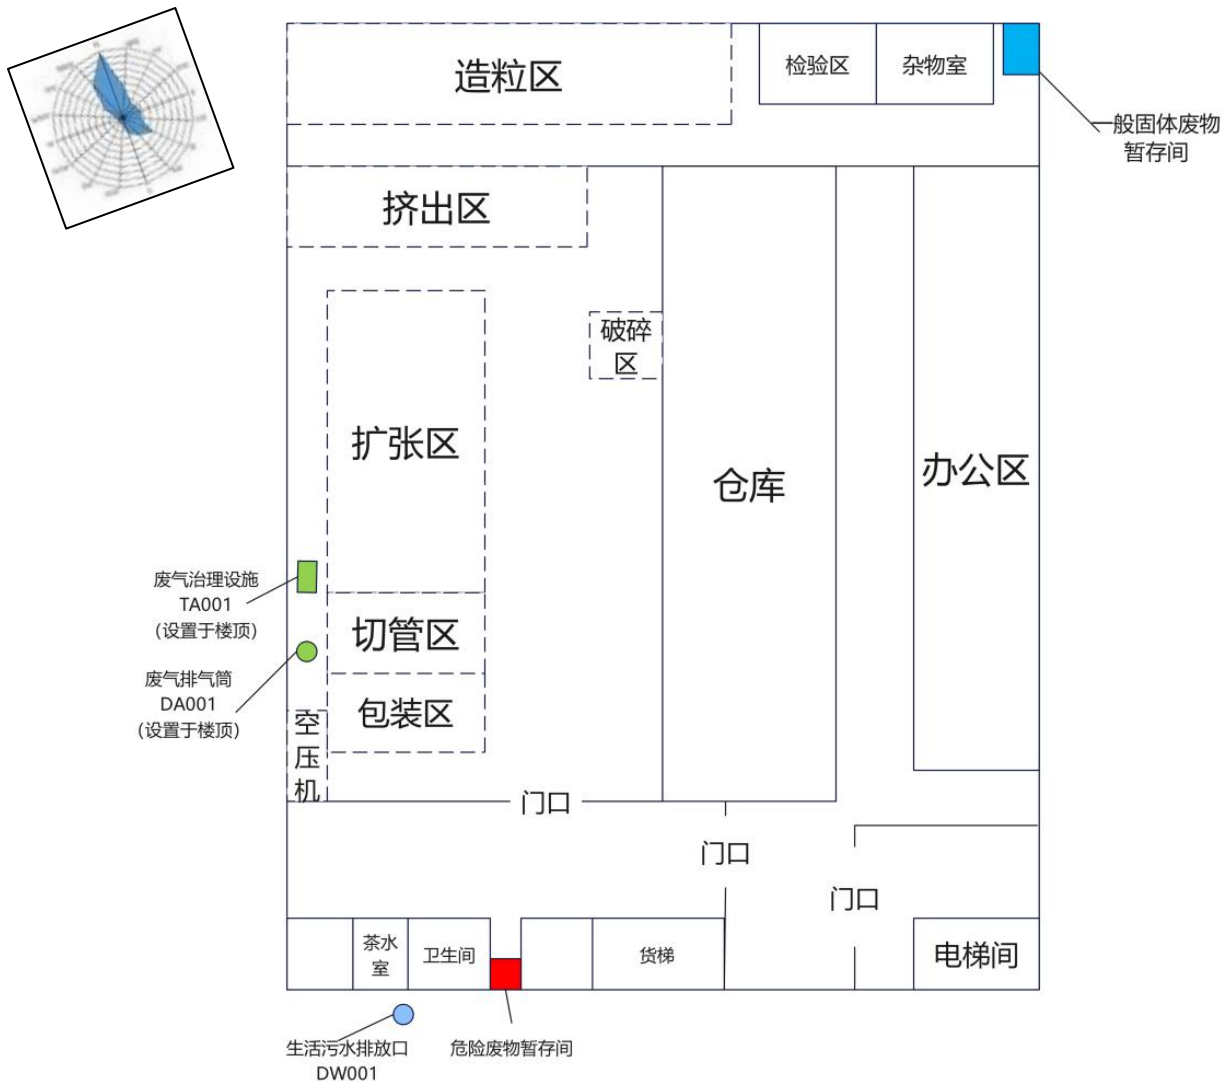 造粒区
检验区
杂物室
一般固体废物
暂存间
挤出区
破碎
区
扩张区
仓库
办公区
废气治理设施
TA001
（设置于楼顶）
切管区
废气排气筒
DA001
（设置于楼顶）
包装区
空
压
机
门口
门口
门口
茶水
室
卫生间
货梯
电梯间
生活污水排放口
DW001
危险废物暂存间